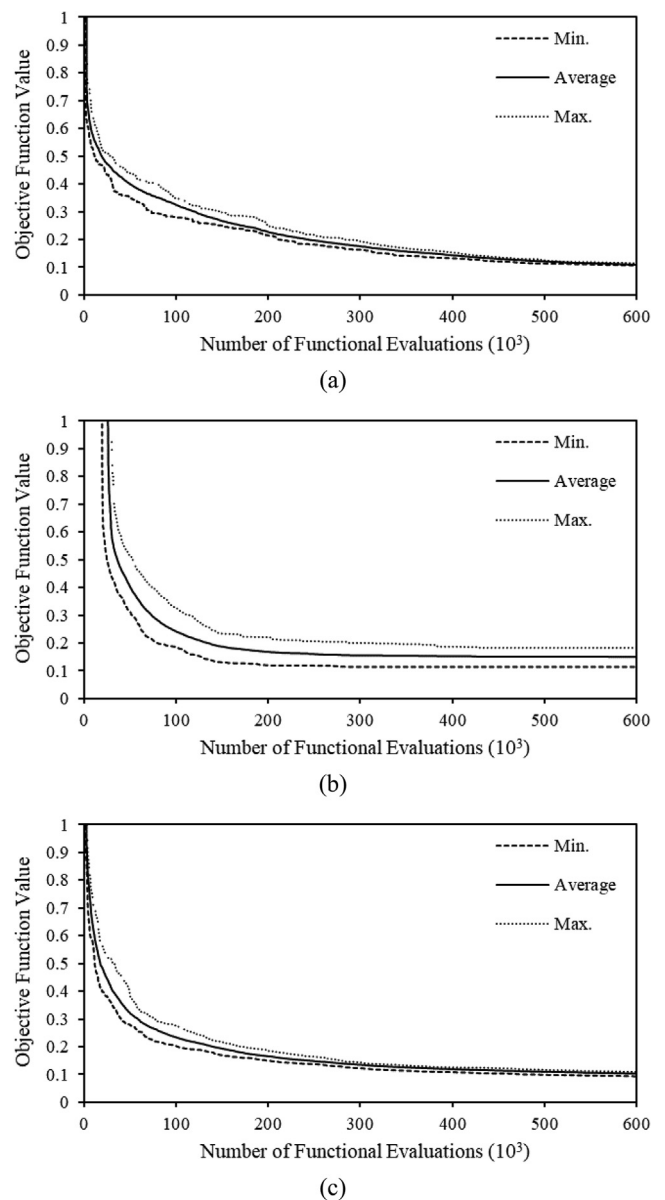 1
0.9
0.8
0.7
0.6
0.5
0.4
0.3
0.2
0.1
0
Objective Function Value
Min.
Average
Max.
0 100 200 300 400 500 600
Number of Functional Evaluations (10³)
(a)
1
0.9
0.8
0.7
0.6
0.5
0.4
0.3
0.2
0.1
0
Objective Function Value
Min.
Average
Max.
0 100 200 300 400 500 600
Number of Functional Evaluations (10³)
(b)
1
0.9
0.8
0.7
0.6
0.5
0.4
0.3
0.2
0.1
0
Objective Function Value
Min.
Average
Max.
0 100 200 300 400 500 600
Number of Functional Evaluations (10³)
(c)